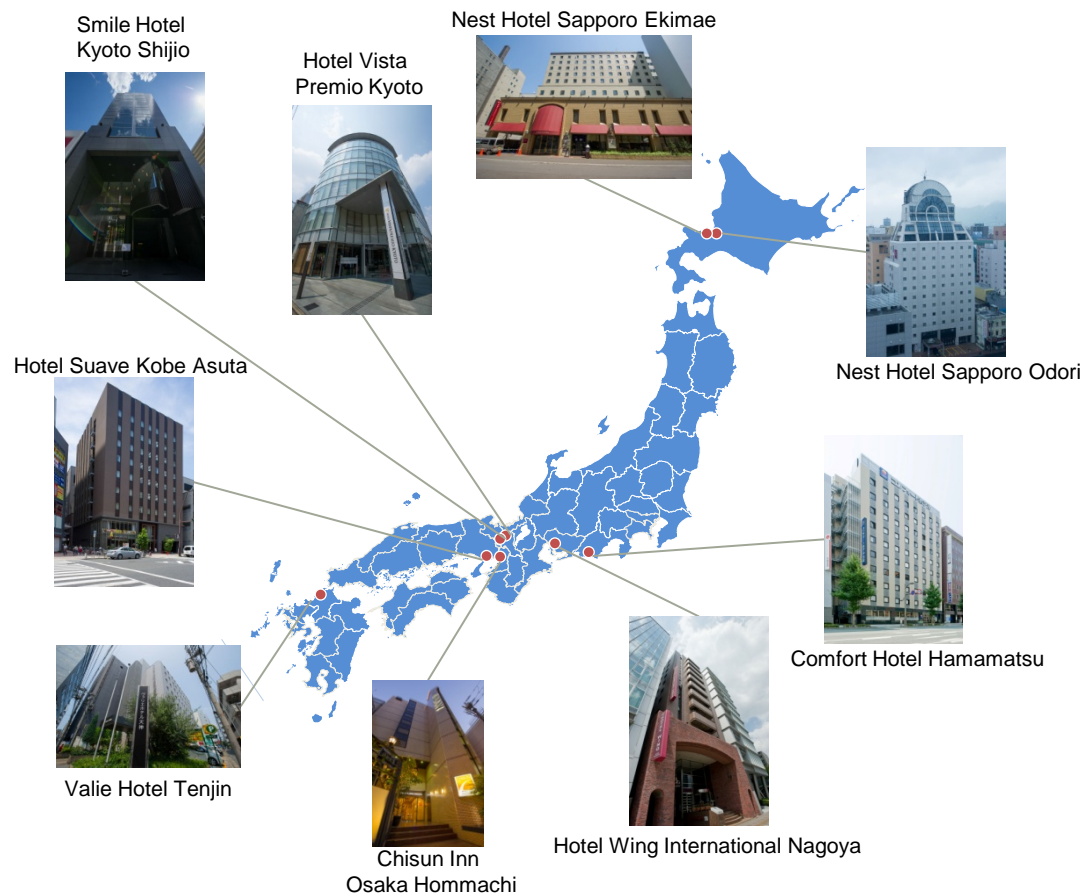 Smile Hotel
Kyoto Shijio
Hotel Vista
Premio Kyoto
Nest Hotel Sapporo Ekimae
Nest Hotel Sapporo Odori
Hotel Suave Kobe Asuta
Comfort Hotel Hamamatsu
Valie Hotel Tenjin
Chisun Inn
Osaka Hommachi
Hotel Wing International Nagoya